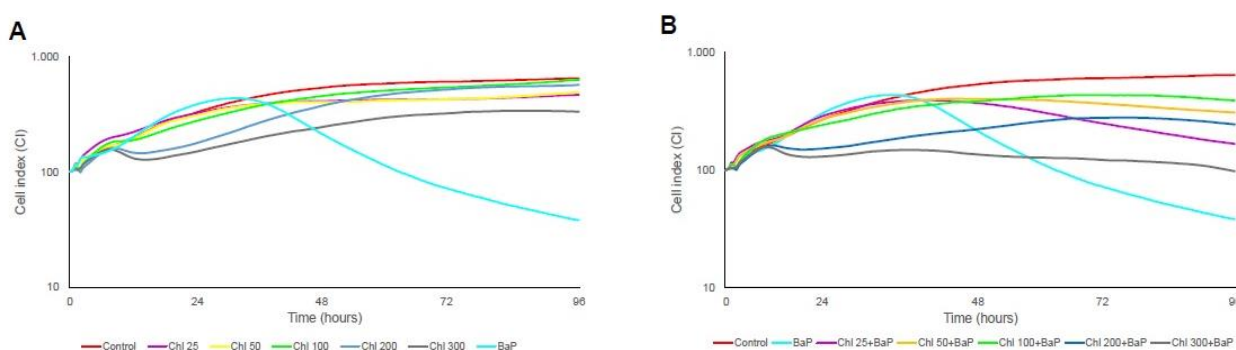 A
1.000
100
10
Cell index (CI)
0 24 48 72 96
Time (hours)
Control Chl 25 Chl 50 Chl 100 Chl 200 Chl 300 BaP
B
1.000
100
10
Cell index (CI)
0 24 48 72 96
Time (hours)
Control BaP Chl 25+BaP Chl 50+BaP Chl 100+BaP Chl 200+BaP Chl 300+BaP